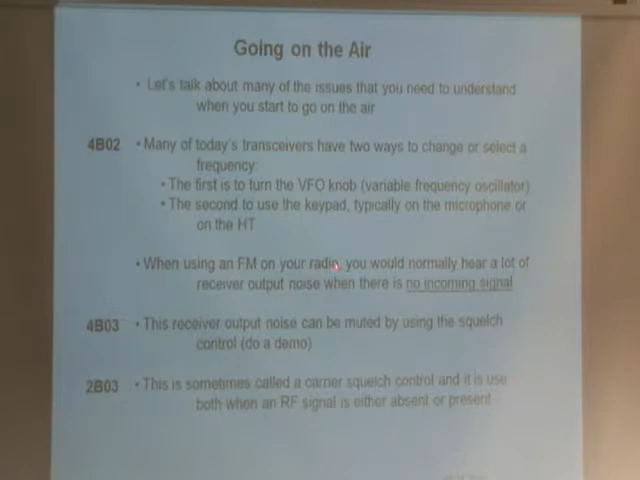 Going on the Air
• Let's talk about many of the issues that you need to understand
when you start to go on the air
4B02 • Many of today's transceivers have two ways to change or select a
frequency:
• The first is to turn the VFO knob (variable frequency oscillator)
• The second to use the keypad, typically on the microphone or
on the HT
• When using an FM on your radio, you would normally hear a lot of
receiver output noise when there is no incoming signal
4B03 • This receiver output noise can be muted by using the squelch
control (do a demo)
2B03 • This is sometimes called a carrier squelch control and it is use
both when an RF signal is either absent or present